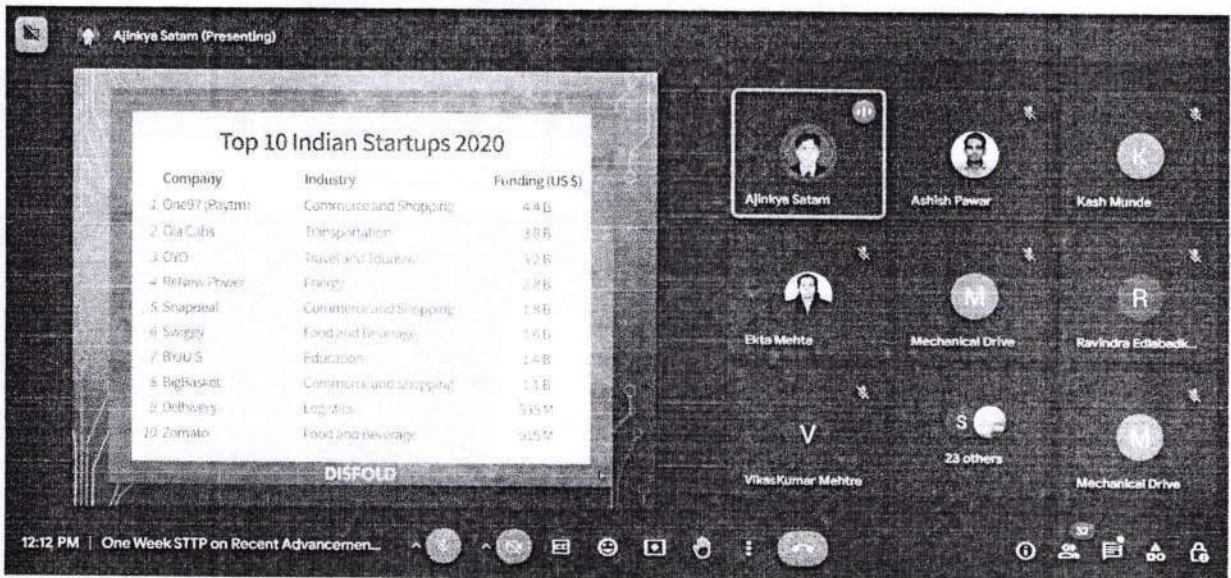 Ajinkya Satam (Presenting)
Top 10 Indian Startups 2020
Company Industry Funding (US $)
1 One97 (Paytm) Commerce and Shopping 4.4 B
2 Ola Cabs Transportation 3.8 B
3 OYO Travel and Tourism 3.2 B
4 ReNew Power Energy 2.8 B
5 Snapdeal Commerce and Shopping 1.8 B
6 Swiggy Food and Beverage 1.6 B
7 BYJU'S Education 1.4 B
8 BigBasket Commerce and Shopping 1.1 B
9 Delhivery Logistics 935 M
10 Zomato Food and Beverage 915 M
DISFOLD
Ajinkya Satam
Ashish Pawar
K
Kash Munde
Ekta Mehta
M
Mechanical Drive
R
Ravindra Edlabadk...
V
VikasKumar Mehtre
S
23 others
M
Mechanical Drive
12:12 PM | One Week STTP on Recent Advancemen...
CC
32